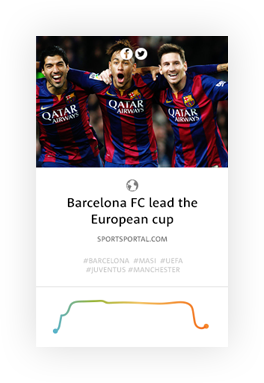 QATAR
AIRWAYS
QATAR
AIRWAYS
QATAR
AIRWAYS
Barcelona FC lead the
European cup
SPORTSPORTAL.COM
#BARCELONA #MASI #UEFA
#JUVENTUS #MANCHESTER